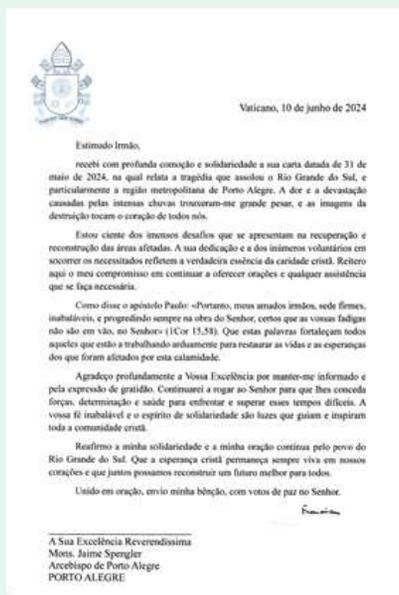 Vaticano, 10 de junho de 2024
Estimado Irmão,
recebi com profunda comoção e solidariedade a sua carta datada de 31 de
maio de 2024, na qual relata a tragédia que assolou o Rio Grande do Sul, e
particularmente a região metropolitana de Porto Alegre. A dor e a devastação
causadas pelas intensas chuvas trouxeram-me grande pesar, e as imagens da
destruição tocam o coração de todos nós.
Estou ciente dos imensos desafios que se apresentam na recuperação e
reconstrução das áreas afetadas. A sua dedicação e a dos inúmeros voluntários em
socorrer os necessitados refletem a verdadeira essência da caridade cristã. Reitero
aqui o meu compromisso em continuar a oferecer orações e qualquer assistência
que se faça necessária.
Como disse o apóstolo Paulo: «Portanto, meus amados irmãos, sede firmes,
inabaláveis, e progredindo sempre na obra do Senhor, certos que as vossas fadigas
não são em vão, no Senhor» (1Cor 15,58). Que estas palavras fortaleçam todos
aqueles que estão a trabalhando arduamente para restaurar as vidas e as esperanças
dos que foram afetados por esta calamidade.
Agradeço profundamente a Vossa Excelência por manter-me informado e
pela expressão de gratidão. Continuarei a rogar ao Senhor para que lhes conceda
forças, determinação e saúde para enfrentar e superar esses tempos difíceis. A
vossa fé inabalável e o espírito de solidariedade são luzes que guiam e inspiram
toda a comunidade cristã.
Reafirmo a minha solidariedade e a minha oração contínua pelo povo do
Rio Grande do Sul. Que a esperança cristã permaneça sempre viva em nossos
corações e que juntos possamos reconstruir um futuro melhor para todos.
Unido em oração, envio minha bênção, com votos de paz no Senhor.
Franciscus
A Sua Excelência Reverendíssima
Mons. Jaime Spengler
Arcebispo de Porto Alegre
PORTO ALEGRE